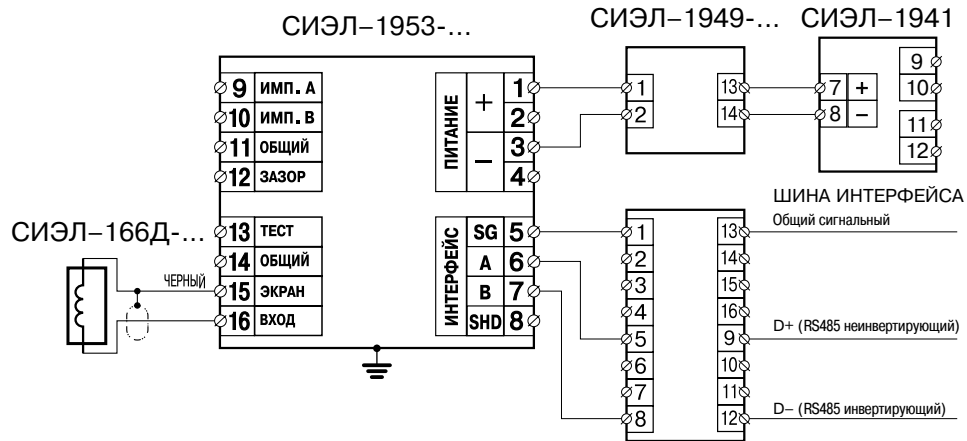 СИЭЛ–1953-...
СИЭЛ–1949-...
СИЭЛ–1941
9 ИМП. А
10 ИМП. В
11 ОБЩИЙ
12 ЗАЗОР
ПИТАНИЕ
+ 1
2
– 3
4
1
2
13
14
7 +
8 –
9
10
11
12
СИЭЛ–166Д-...
ЧЕРНЫЙ
13 ТЕСТ
14 ОБЩИЙ
15 ЭКРАН
16 ВХОД
ИНТЕРФЕЙС
SG 5
A 6
B 7
SHD 8
1
2
3
4
5
6
7
8
13
14
15
16
9
10
11
12
ШИНА ИНТЕРФЕЙСА
Общий сигнальный
D+ (RS485 неинвертирующий)
D– (RS485 инвертирующий)